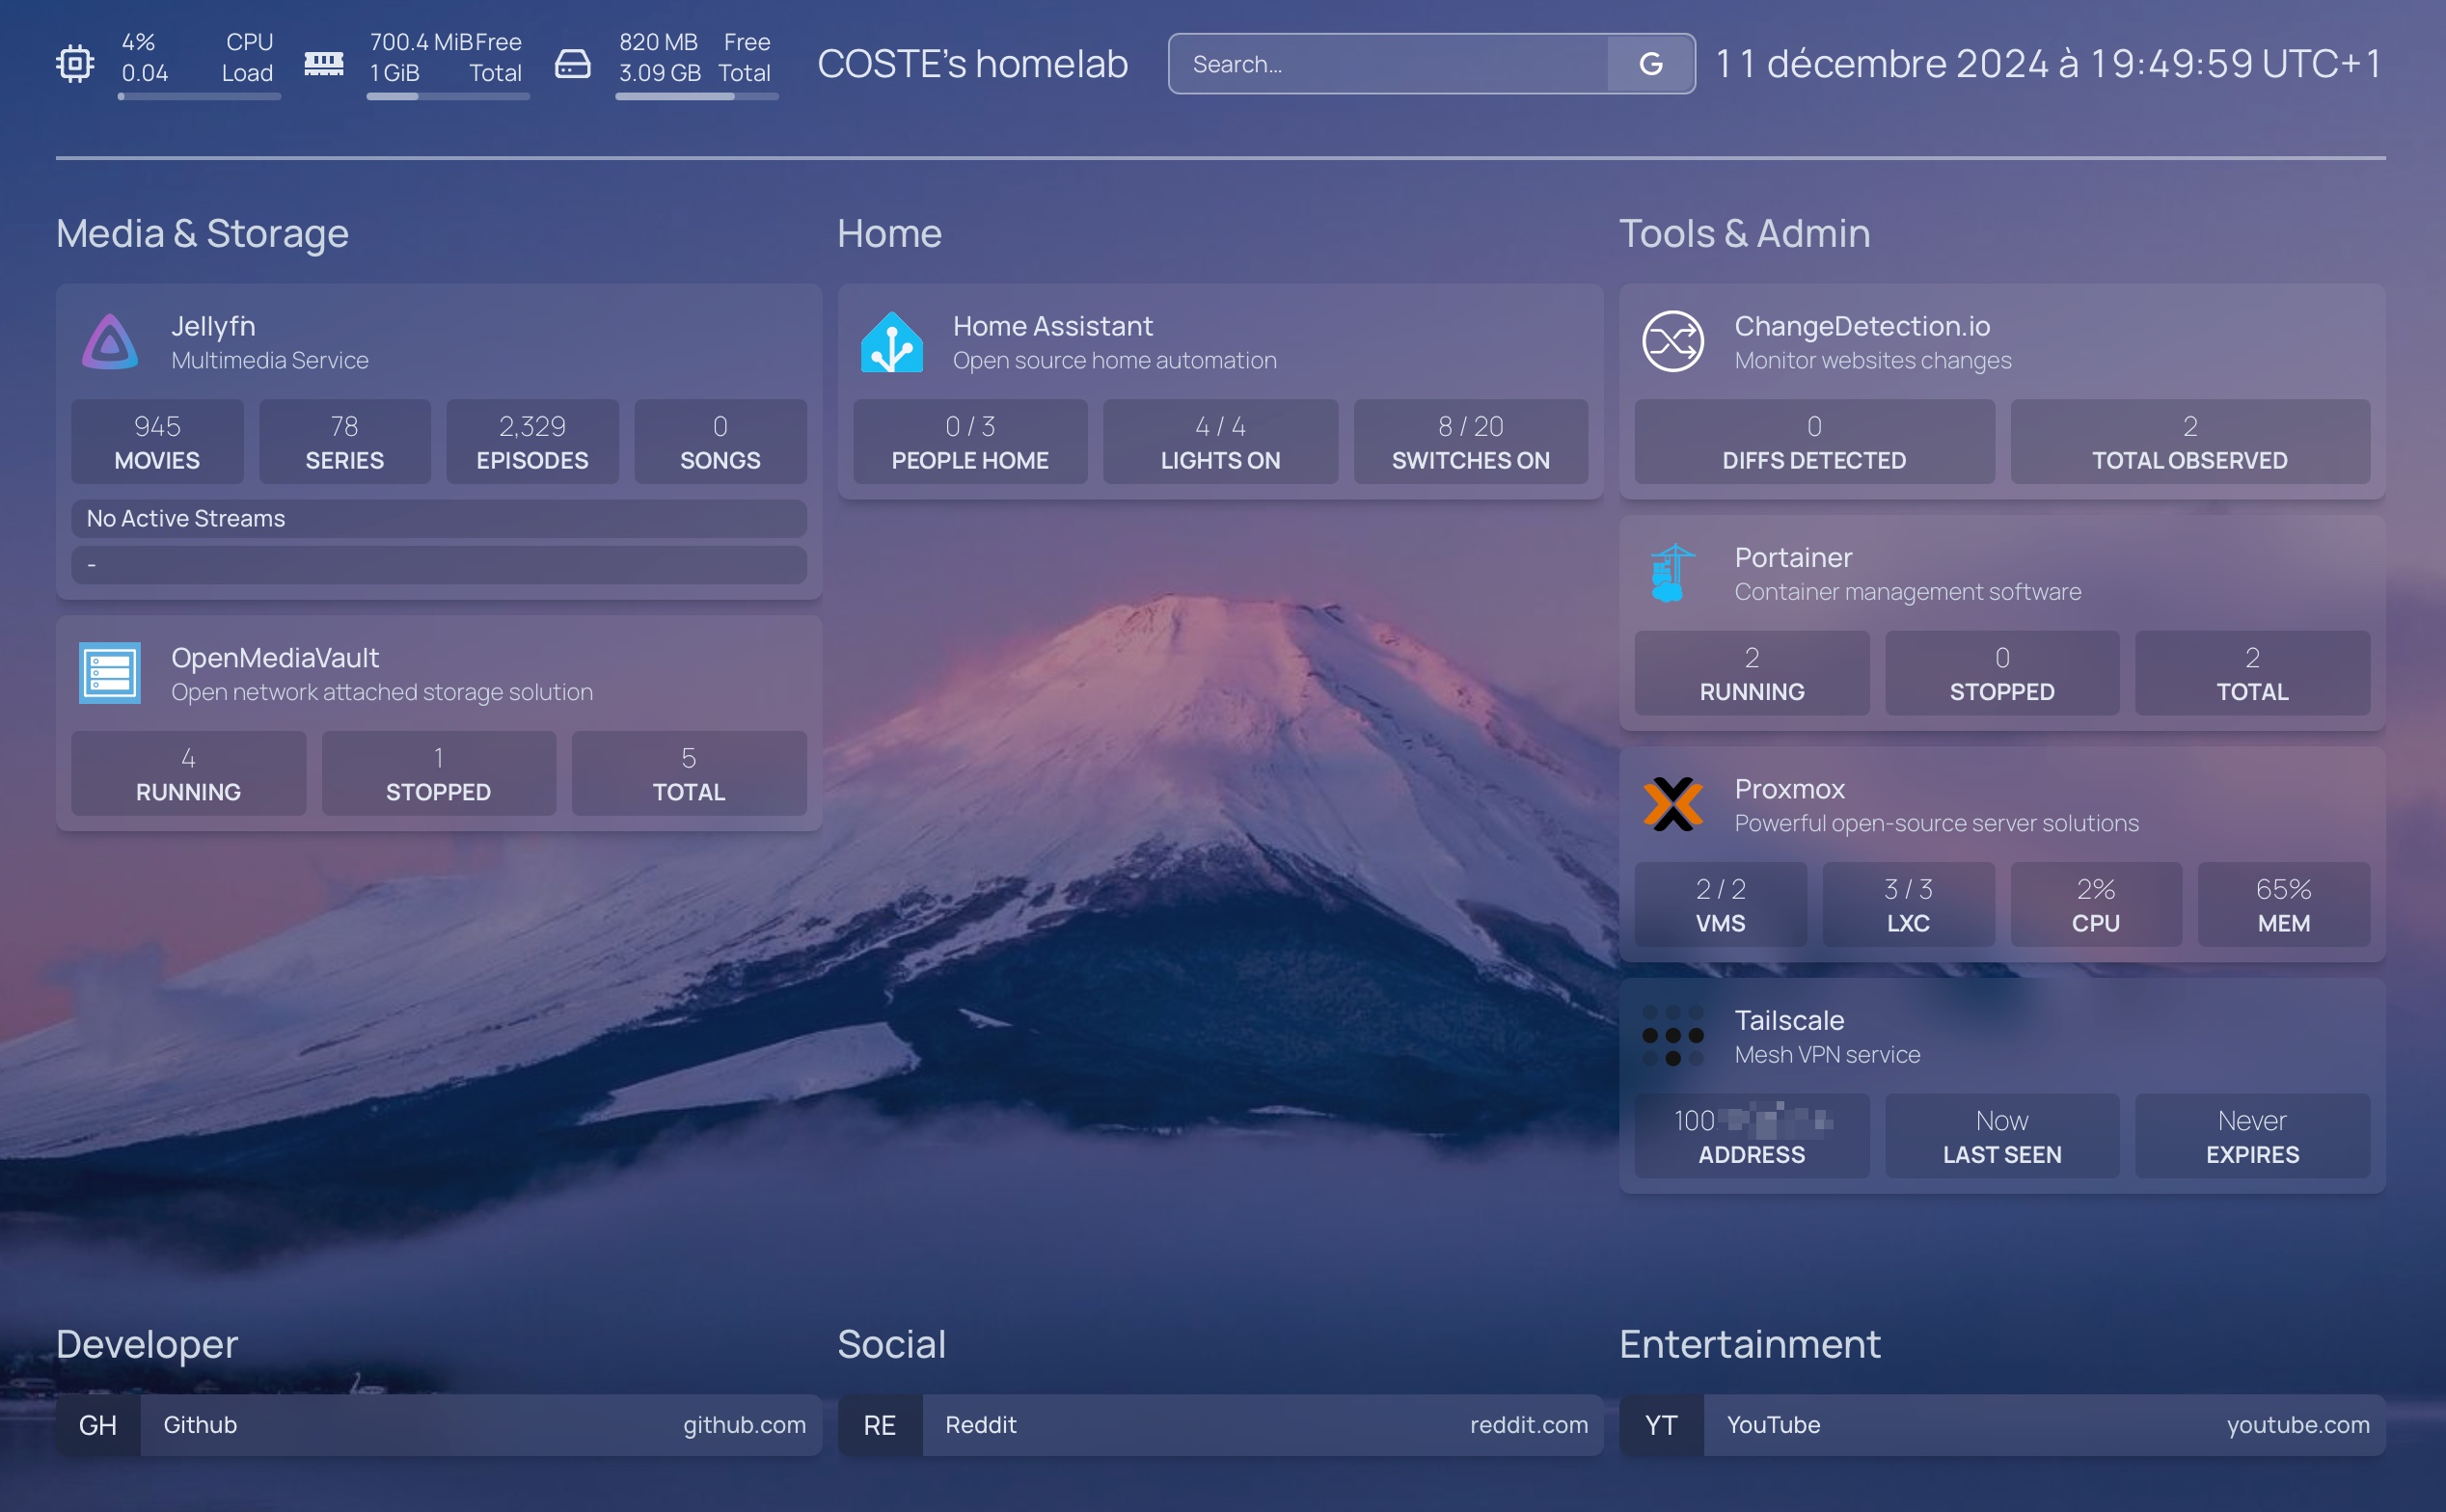 4% CPU
0.04 Load
700.4 MiB Free
1 GiB Total
820 MB Free
3.09 GB Total
COSTE's homelab
Search...
G
11 décembre 2024 à 19:49:59 UTC+1
Media & Storage
Jellyfin
Multimedia Service
945 78 2,329 0
MOVIES SERIES EPISODES SONGS
No Active Streams
-
OpenMediaVault
Open network attached storage solution
4 1 5
RUNNING STOPPED TOTAL
Home
Home Assistant
Open source home automation
0 / 3 4 / 4 8 / 20
PEOPLE HOME LIGHTS ON SWITCHES ON
Tools & Admin
ChangeDetection.io
Monitor websites changes
0 2
DIFFS DETECTED TOTAL OBSERVED
Portainer
Container management software
2 0 2
RUNNING STOPPED TOTAL
Proxmox
Powerful open-source server solutions
2 / 2 3 / 3 2% 65%
VMS LXC CPU MEM
Tailscale
Mesh VPN service
100 Now Never
ADDRESS LAST SEEN EXPIRES
Developer
GH Github github.com
Social
RE Reddit reddit.com
Entertainment
YT YouTube youtube.com